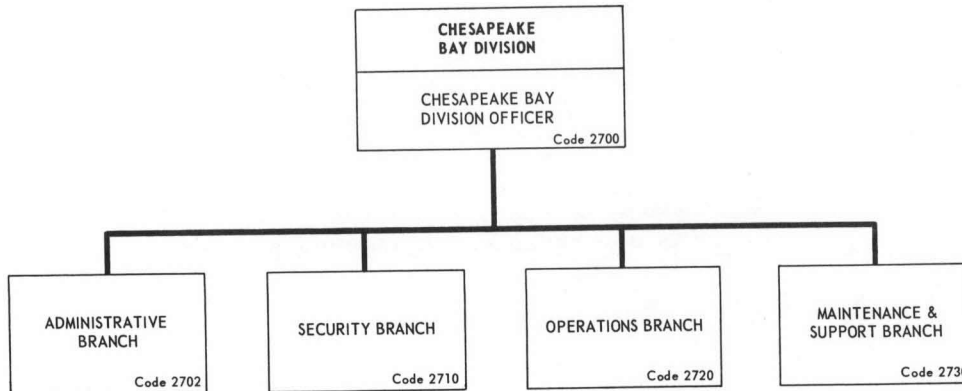 CHESAPEAKE
BAY DIVISION
CHESAPEAKE BAY
DIVISION OFFICER
Code 2700
ADMINISTRATIVE
BRANCH
Code 2702
SECURITY BRANCH
Code 2710
OPERATIONS BRANCH
Code 2720
MAINTENANCE &
SUPPORT BRANCH
Code 2730